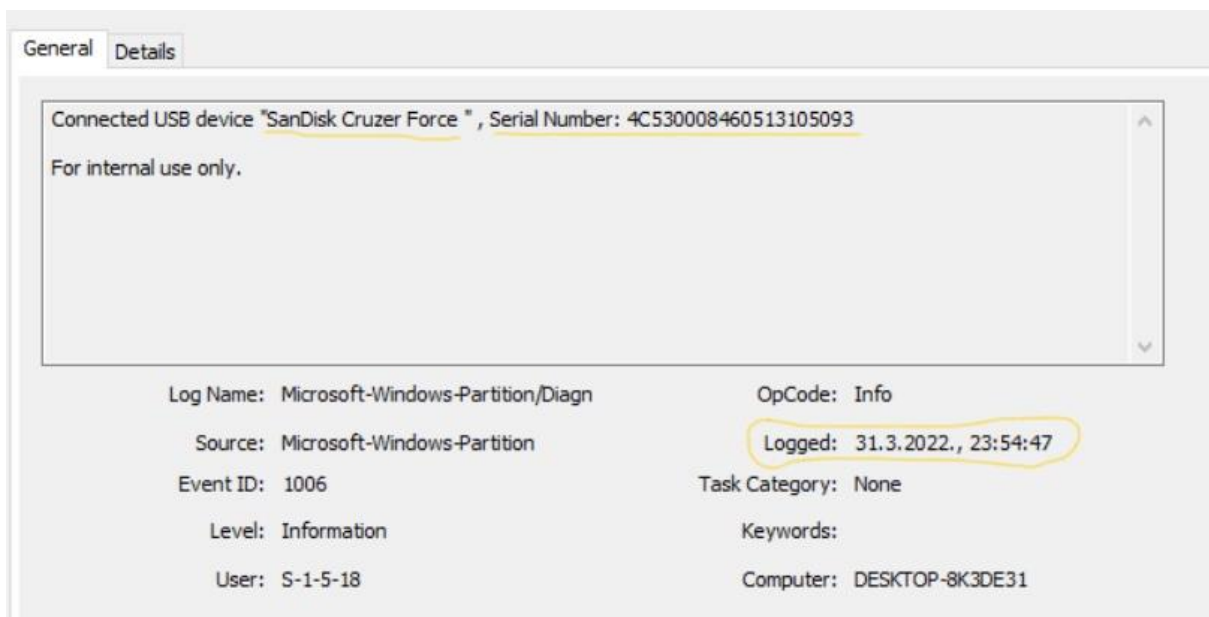 General Details
Connected USB device "SanDisk Cruzer Force " , Serial Number: 4C530008460513105093
For internal use only.
Log Name: Microsoft-Windows-Partition/Diagn
OpCode: Info
Source: Microsoft-Windows-Partition
Logged: 31.3.2022., 23:54:47
Event ID: 1006
Task Category: None
Level: Information
Keywords:
User: S-1-5-18
Computer: DESKTOP-8K3DE31